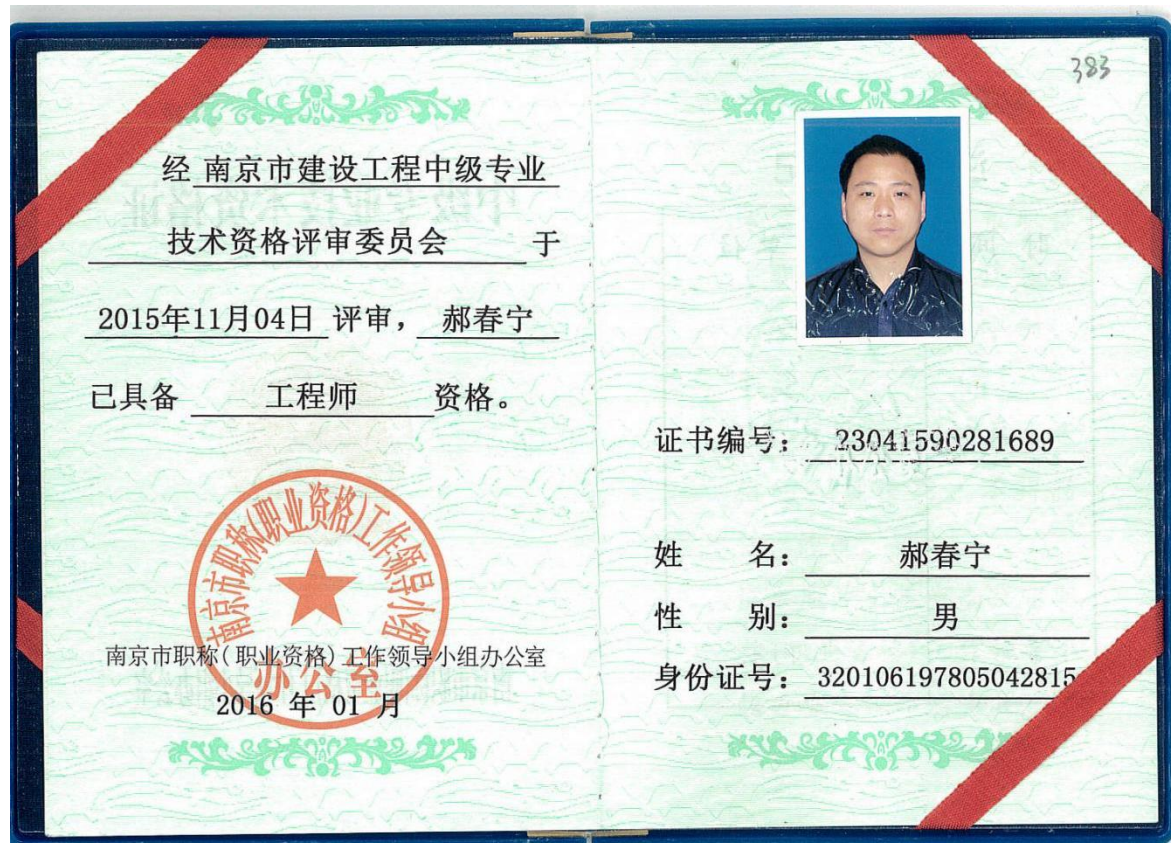 经 南京市建设工程中级专业
技术资格评审委员会 于
2015年11月04日 评审， 郝春宁
已具备 工程师 资格。
南京市职称(职业资格)工作领导小组
办公室
南京市职称(职业资格)工作领导小组办公室
2016 年 01 月
383
证书编号： 23041590281689
姓 名： 郝春宁
性 别： 男
身份证号： 320106197805042815